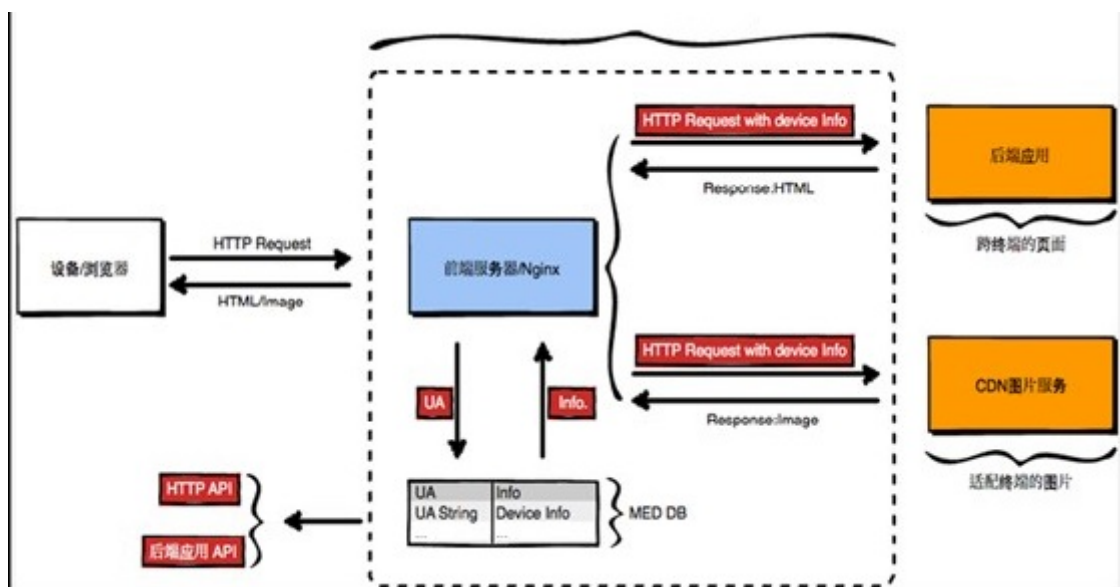 HTTP Request with device Info
后端应用
Response:HTML
跨终端的页面
HTTP Request
设备/浏览器
前端服务器/Nginx
HTML/Image
HTTP Request with device Info
CDN图片服务
UA
Info.
Response:Image
适配终端的图片
HTTP API
UA Info
UA String Device Info
... ...
MED DB
后端应用 API